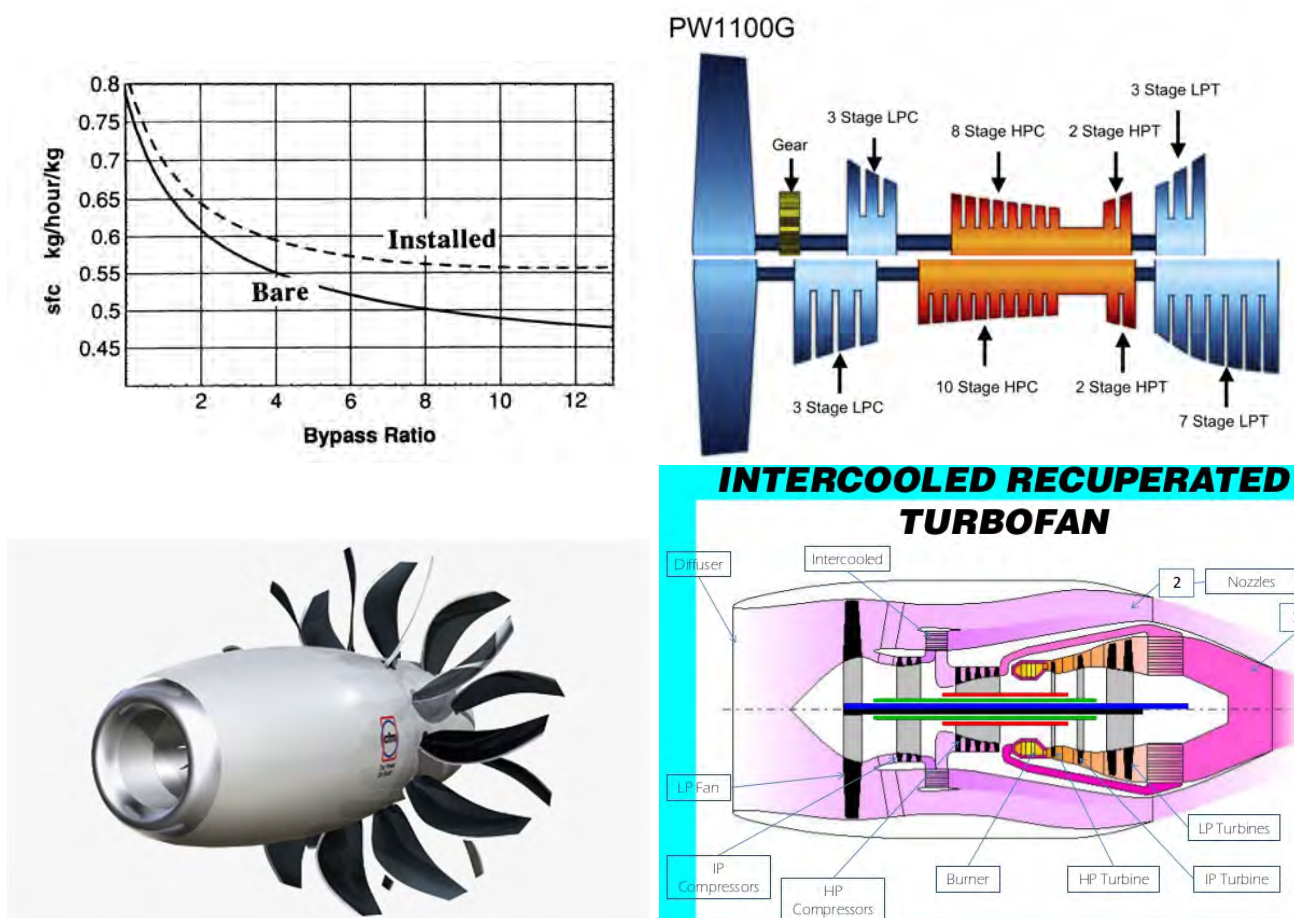 0.8
0.75
0.7
0.65
0.6
0.55
0.5
0.45
sfc kg/hour/kg
Installed
Bare
2 4 6 8 10 12
Bypass Ratio
PW1100G
3 Stage LPT
3 Stage LPC
8 Stage HPC
2 Stage HPT
Gear
3 Stage LPC
10 Stage HPC
2 Stage HPT
7 Stage LPT
INTERCOOLED RECUPERATED
TURBOFAN
Diffuser
Intercooled
2
Nozzles
LP Fan
LP Turbines
IP
Compressors
HP
Compressors
Burner
HP Turbine
IP Turbine